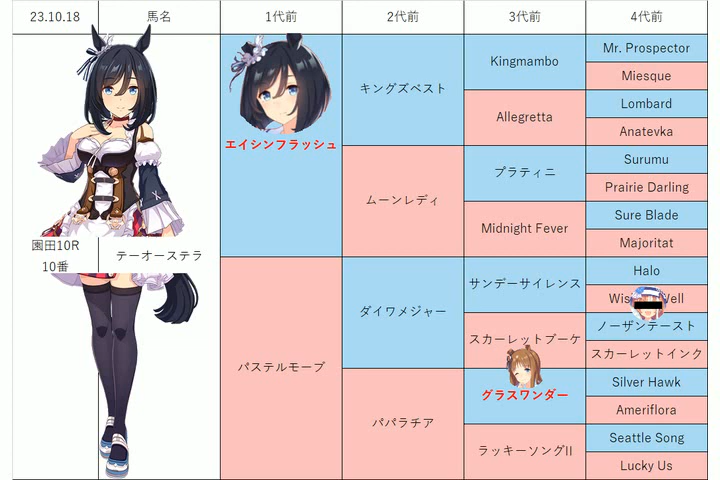 23.10.18 馬名 1代前 2代前 3代前 4代前
エイシンフラッシュ
キングズベスト
Kingmambo
Mr. Prospector
Miesque
Allegretta
Lombard
Anatevka
ムーンレディ
プラティニ
Surumu
Prairie Darling
Midnight Fever
Sure Blade
Majoritat
園田10R
10番
テーオーステラ
パステルモーブ
ダイワメジャー
サンデーサイレンス
Halo
スカーレットブーケ
ノーザンテースト
スカーレットインク
パパラチア
グラスワンダー
Silver Hawk
Ameriflora
ラッキーソングII
Seattle Song
Lucky Us